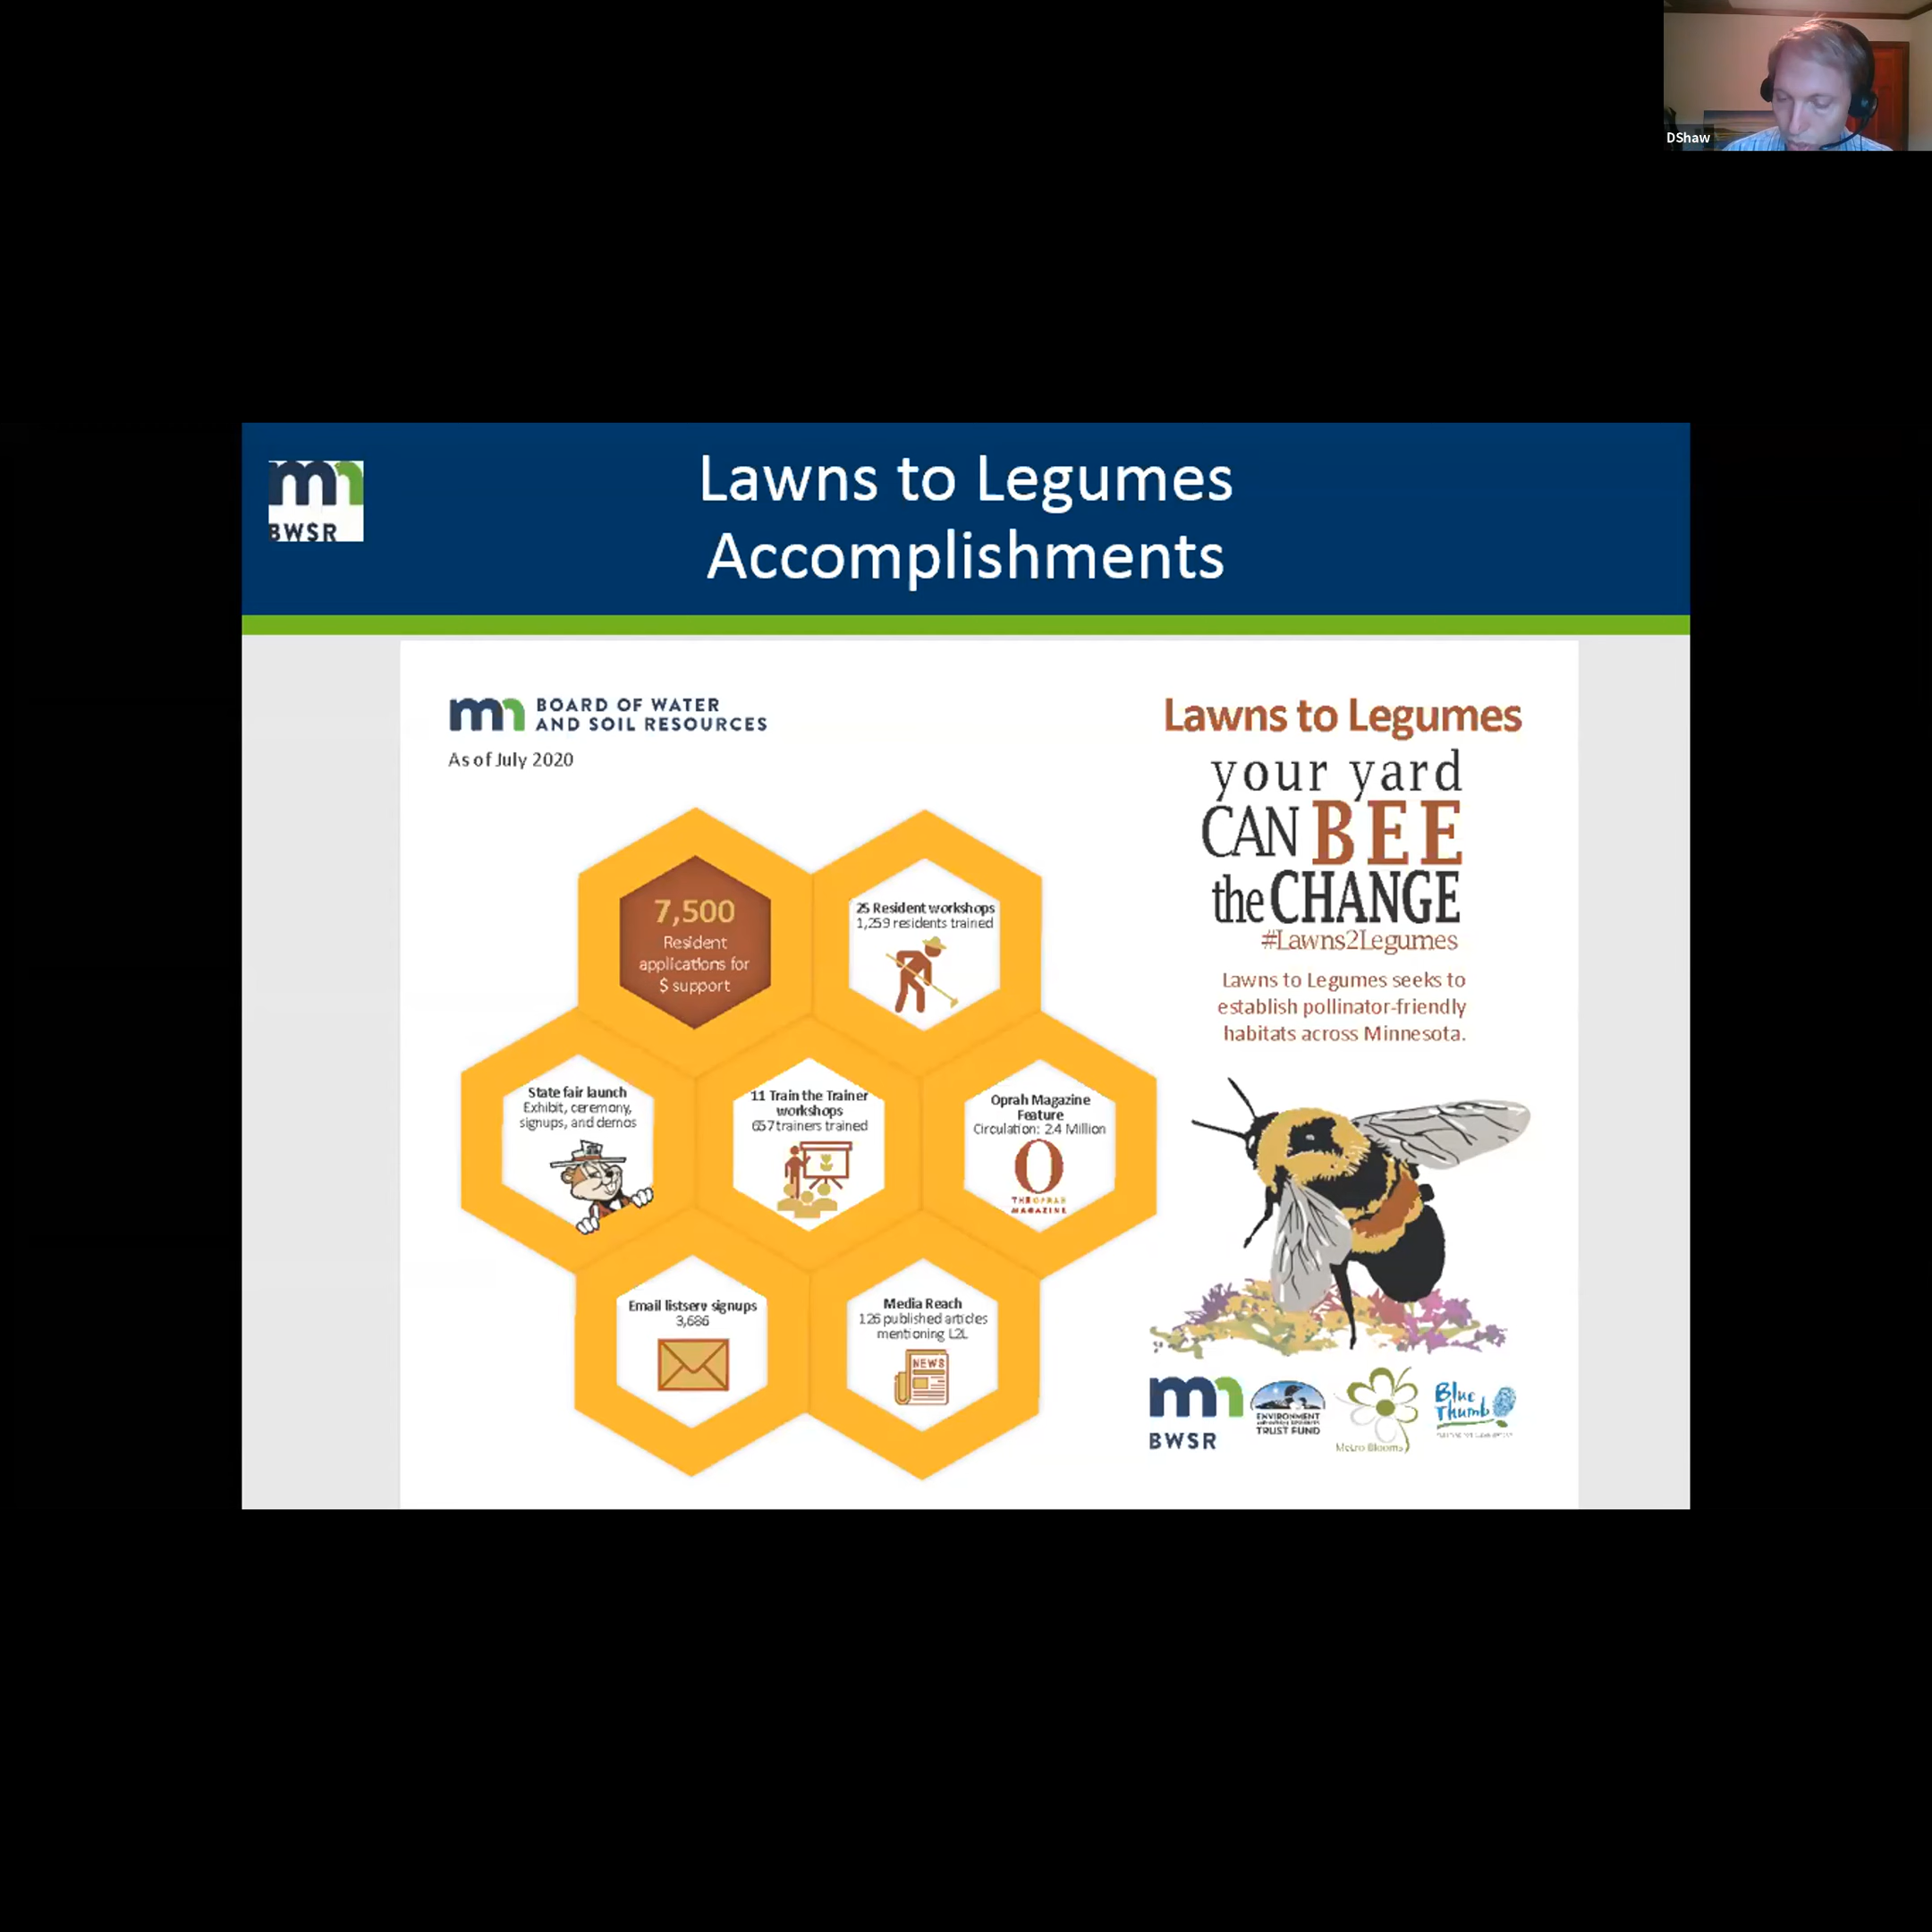 DShaw
BWSR
Lawns to Legumes
Accomplishments
BOARD OF WATER
AND SOIL RESOURCES
As of July 2020
Lawns to Legumes
your yard
CAN BEE
the CHANGE
#Lawns2Legumes
Lawns to Legumes seeks to
establish pollinator-friendly
habitats across Minnesota.
7,500
Resident
applications for
$ support
25 Resident workshops
1,259 residents trained
State fair launch
Exhibit, ceremony,
signups, and demos
11 Train the Trainer
workshops
657 trainers trained
Oprah Magazine
Feature
Circulation: 2.4 Million
O
THE OPRAH
MAGAZINE
Email listserv signups
3,686
Media Reach
126 published articles
mentioning L2L
NEWS
mn
BWSR
ENVIRONMENT
TRUST FUND
Metro Blooms
Blue
Thumb